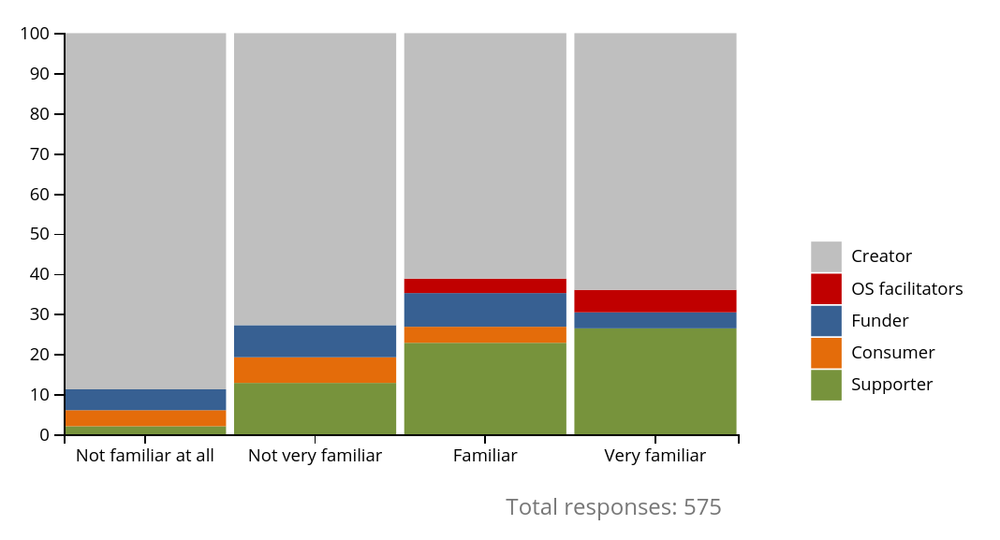 100
90
80
70
60
50
40
30
20
10
0
Not familiar at all
Not very familiar
Familiar
Very familiar
Creator
OS facilitators
Funder
Consumer
Supporter
Total responses: 575